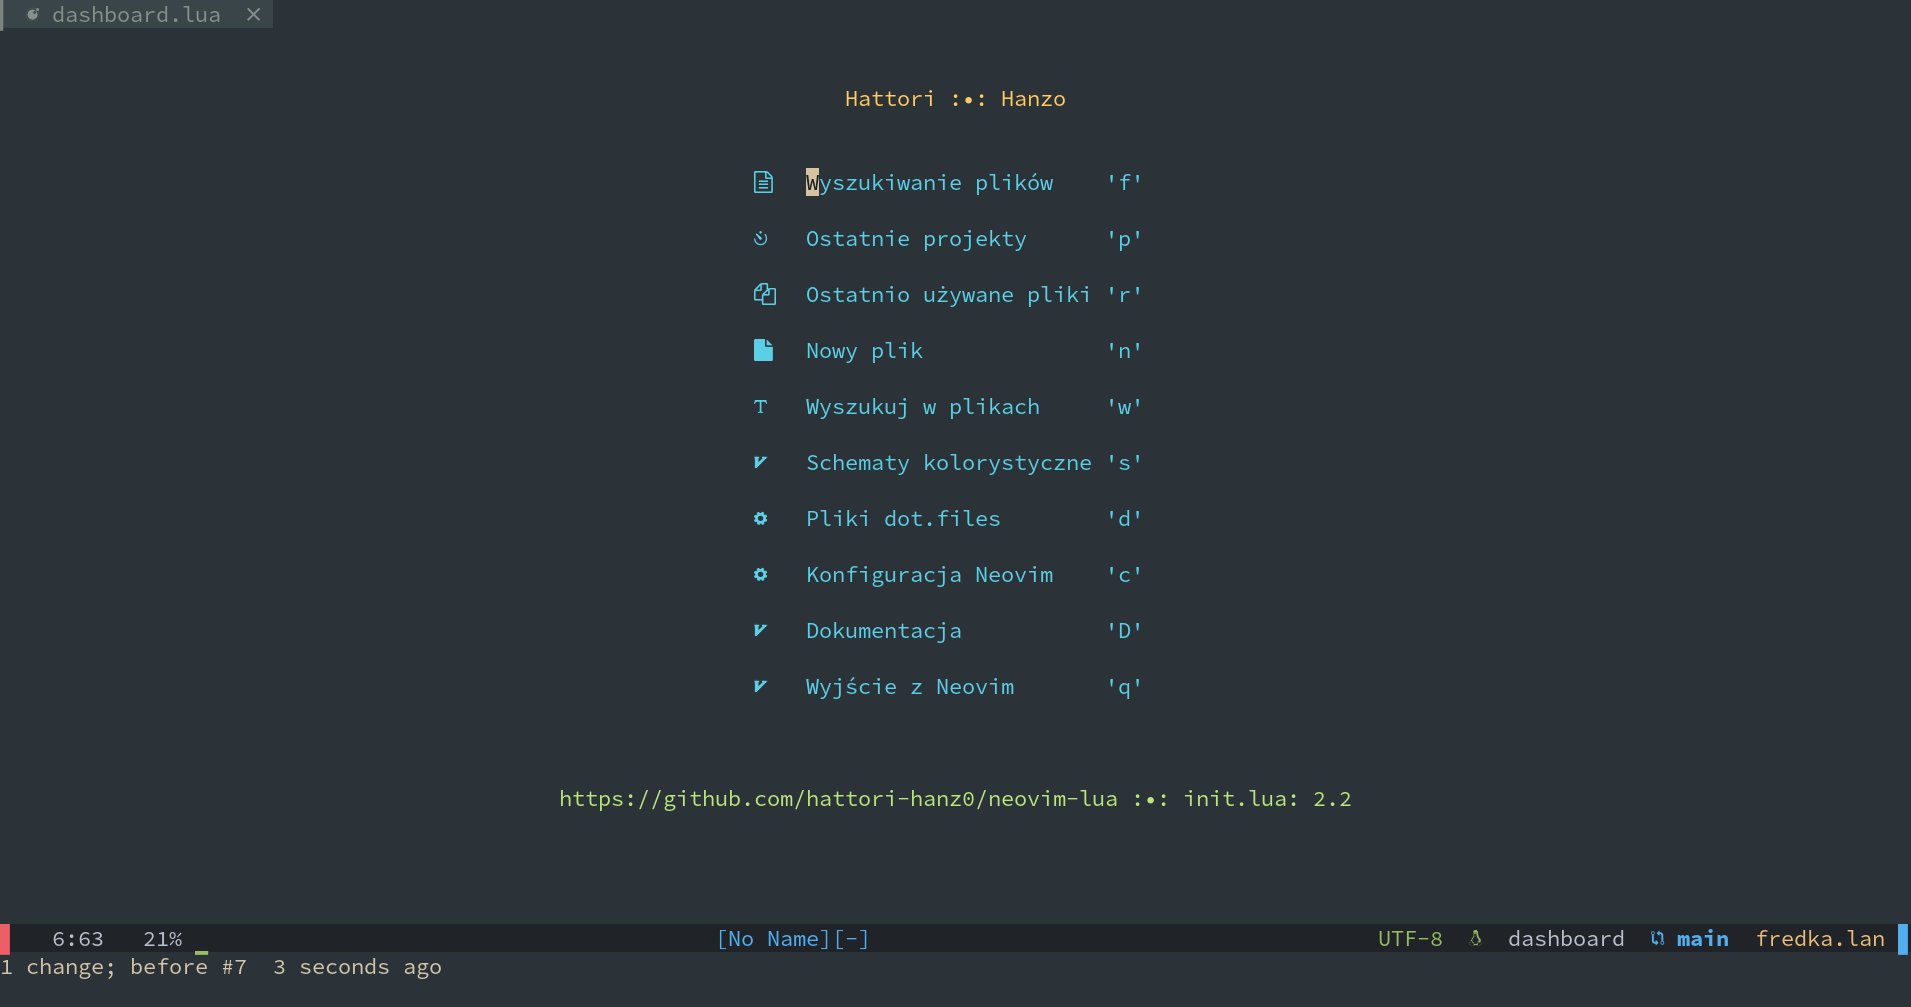 dashboard.lua ×
Hattori :•: Hanzo
Wyszukiwanie plików 'f'
Ostatnie projekty 'p'
Ostatnio używane pliki 'r'
Nowy plik 'n'
Wyszukuj w plikach 'w'
Schematy kolorystyczne 's'
Pliki dot.files 'd'
Konfiguracja Neovim 'c'
Dokumentacja 'D'
Wyjście z Neovim 'q'
https://github.com/hattori-hanz0/neovim-lua :•: init.lua: 2.2
6:63 21% [No Name][-] UTF-8 dashboard main fredka.lan
1 change; before #7 3 seconds ago